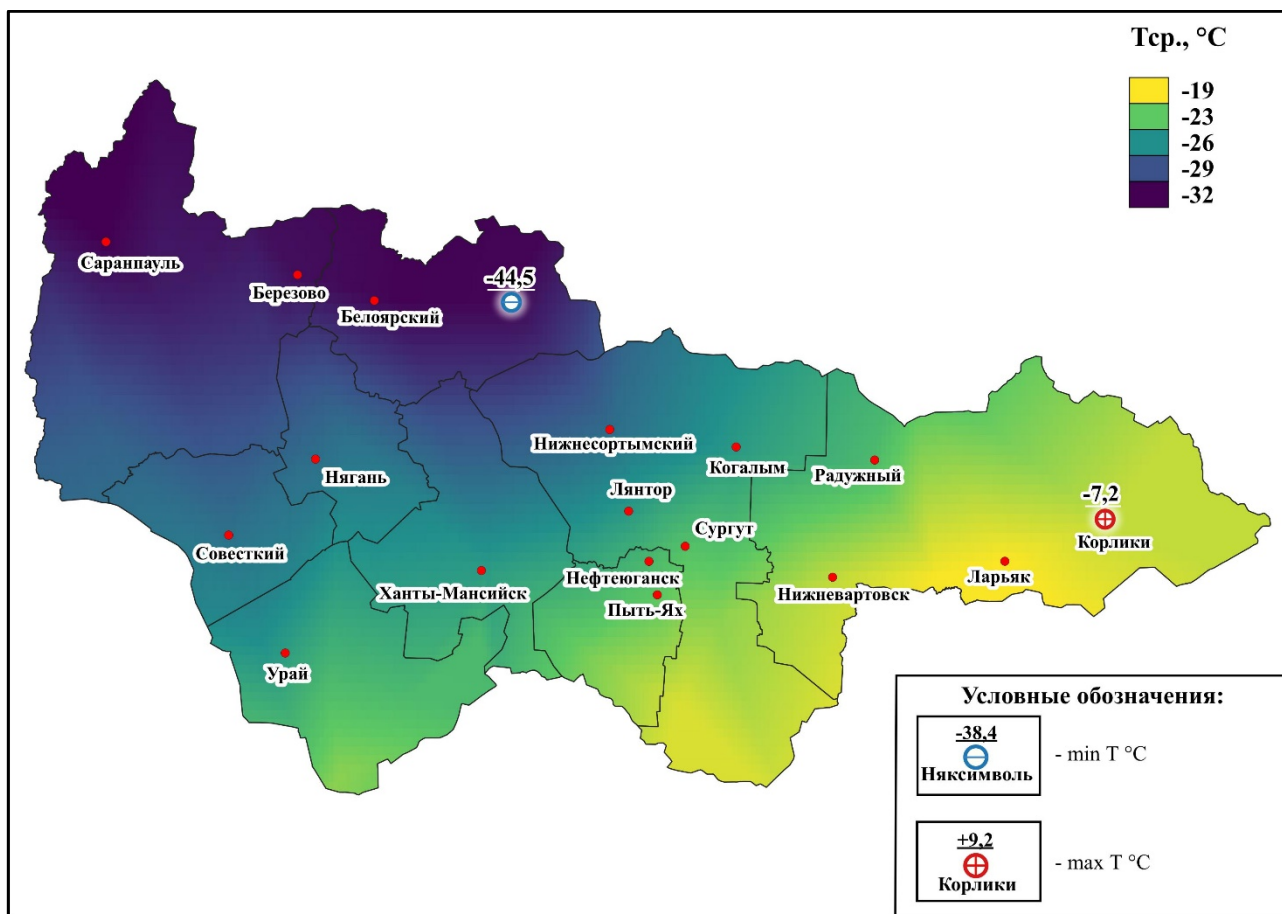 Тср., °C
-19
-23
-26
-29
-32
Саранпауль
Березово
Белоярский
-44,5
Нижнесортымский
Когалым
Радужный
Нягань
Лянтор
-7,2
Корлики
Сургут
Совесткий
Нефтеюганск
Ларьяк
Ханты-Мансийск
Пыть-Ях
Нижневартовск
Урай
Условные обозначения:
-38,4
Няксимволь
- min T °C
+9,2
Корлики
- max T °C